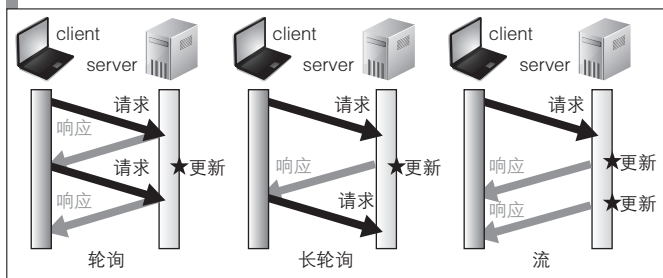 client
server
请求
响应
请求
★更新
响应
轮询
client
server
请求
响应
★更新
请求
长轮询
client
server
请求
响应
★更新
响应
★更新
流